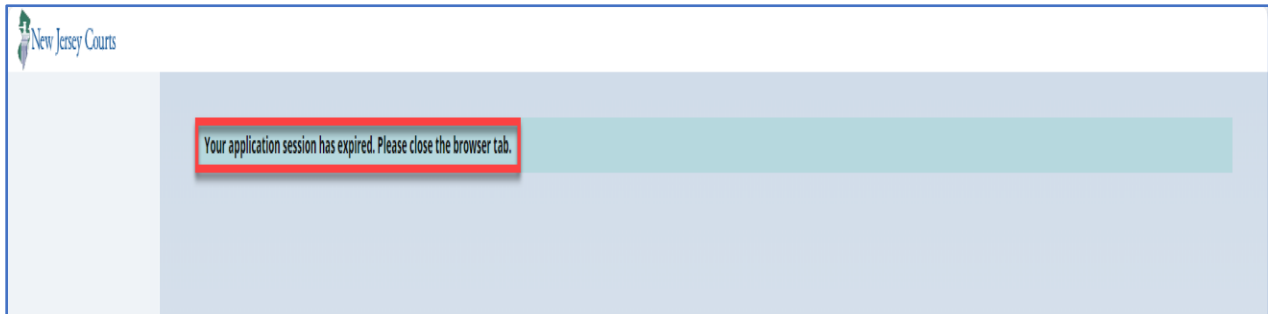 New Jersey Courts
Your application session has expired. Please close the browser tab.